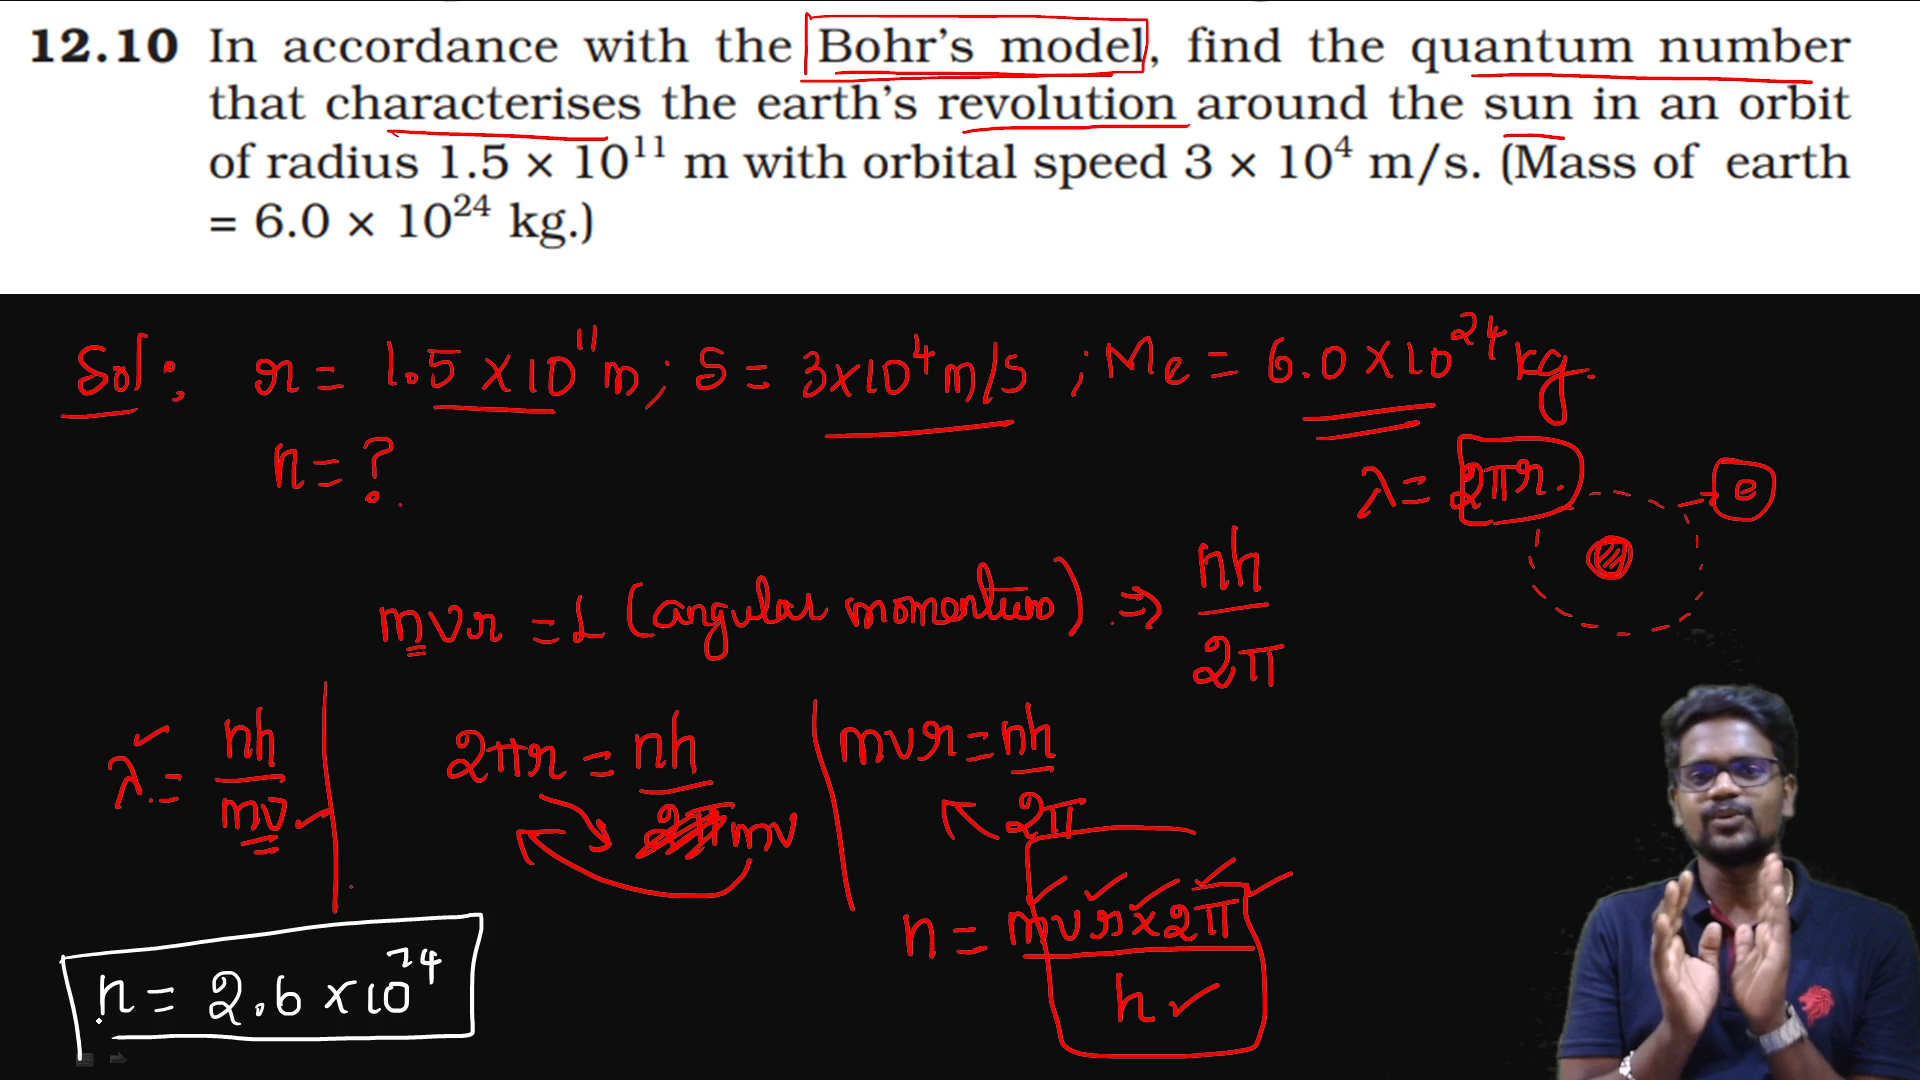 12.10 In accordance with the Bohr's model, find the quantum number
that characterises the earth's revolution around the sun in an orbit
of radius 1.5 × 10¹¹ m with orbital speed 3 × 10⁴ m/s. (Mass of earth
= 6.0 × 10²⁴ kg.)
Sol: r = 1.5 × 10¹¹ m; S = 3×10⁴ m/s ; Me = 6.0 × 10²⁴ kg.
n = ?
λ = 2πr.
e
mvr = L (angular momentum) ⇒ nh/2π
λ = nh/mv
2πr = nh/mv
mvr = nh/2π
n = mvr×2π/h
n = 2.6 × 10⁷⁴